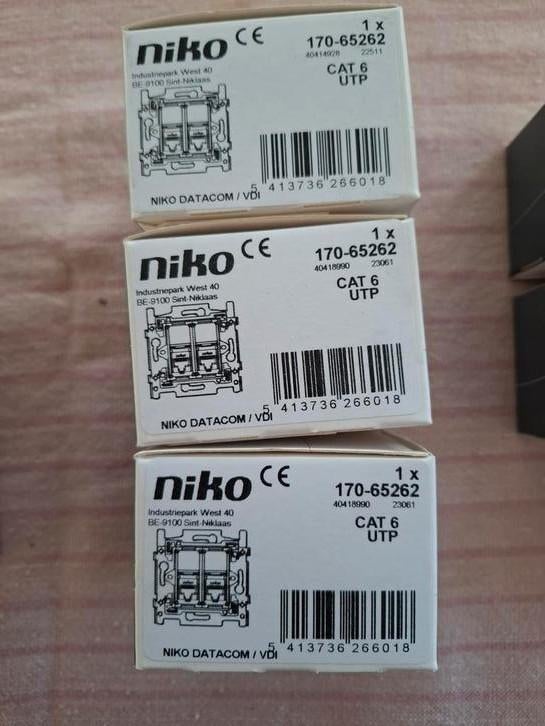 niko CE
1 x
170-65262
40414928 22511
Industriepark West 40
BE-9100 Sint-Niklaas
CAT 6
UTP
5 413736 266018
NIKO DATACOM / VDI
niko CE
1 x
170-65262
40418990 23061
Industriepark West 40
BE-9100 Sint-Niklaas
CAT 6
UTP
5 413736 266018
NIKO DATACOM / VDI
niko CE
1 x
170-65262
40418990 23061
Industriepark West 40
BE-9100 Sint-Niklaas
CAT 6
UTP
5 413736 266018
NIKO DATACOM / VDI